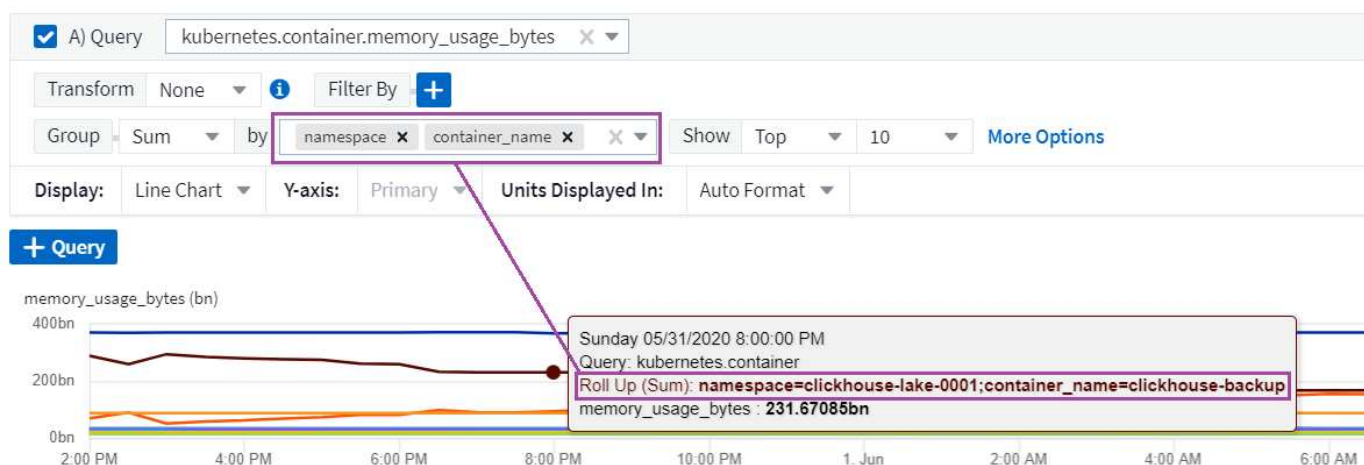 A) Query kubernetes.container.memory_usage_bytes
Transform None Filter By +
Group Sum by namespace × container_name × Show Top 10 More Options
Display: Line Chart Y-axis: Primary Units Displayed In: Auto Format
+ Query
memory_usage_bytes (bn)
400bn
200bn
0bn
Sunday 05/31/2020 8:00:00 PM
Query: kubernetes.container
Roll Up (Sum): namespace=clickhouse-lake-0001;container_name=clickhouse-backup
memory_usage_bytes : 231.67085bn
2:00 PM 4:00 PM 6:00 PM 8:00 PM 10:00 PM 1. Jun 2:00 AM 4:00 AM 6:00 AM